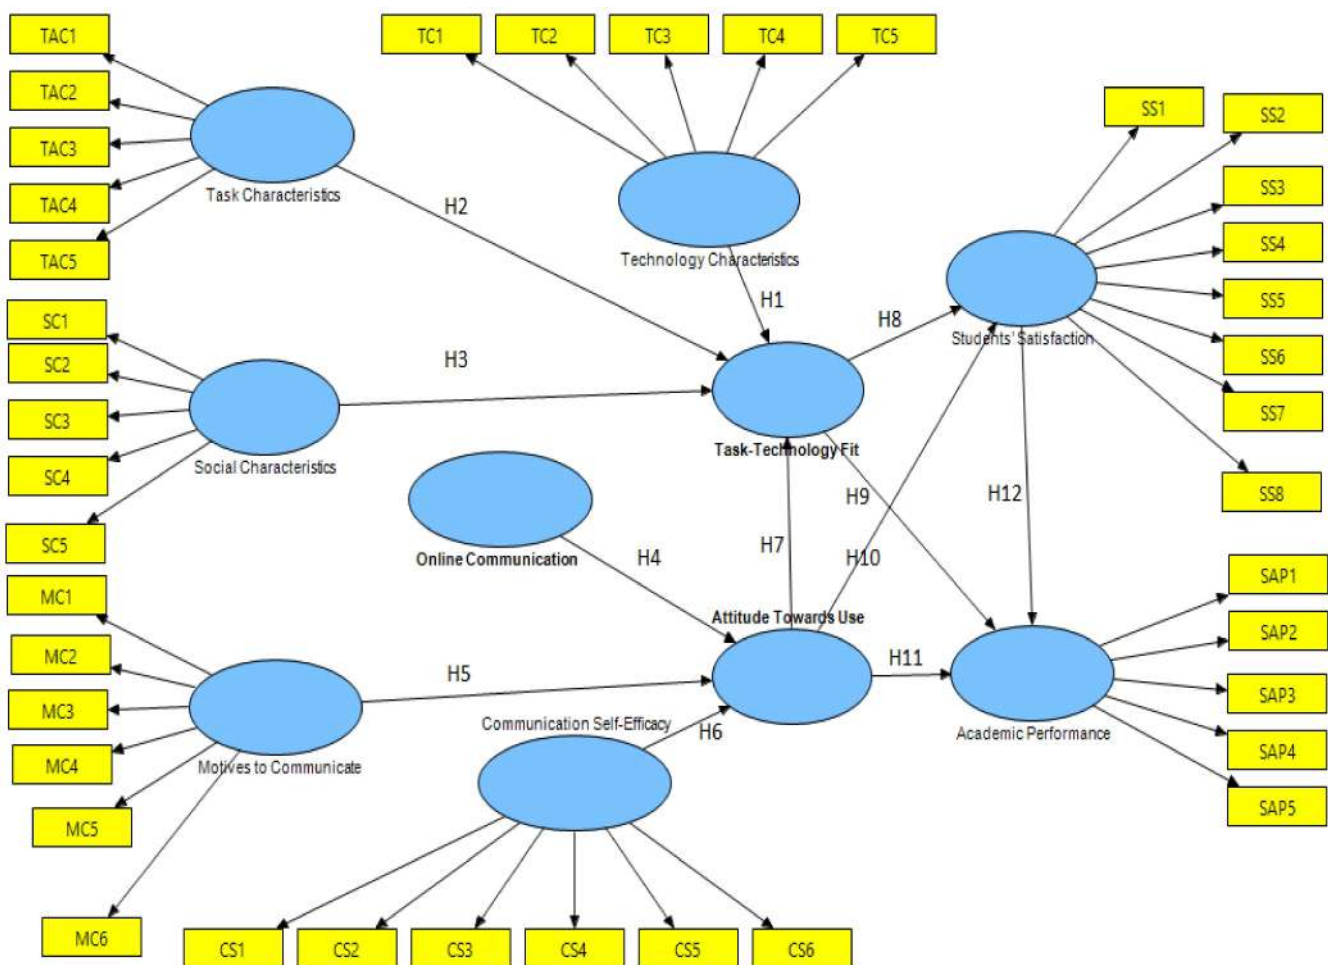 TAC1
TC1
TC2
TC3
TC4
TC5
TAC2
SS1
SS2
TAC3
Task Characteristics
SS3
TAC4
H2
SS4
TAC5
Technology Characteristics
SS5
H1
SC1
H8
Students' Satisfaction
SS6
SC2
H3
SC3
SS7
Task-Technology Fit
Social Characteristics
SC4
SS8
H9
H12
SC5
Online Communication
H4
H7
H10
SAP1
MC1
Attitude Towards Use
SAP2
MC2
H11
H5
SAP3
MC3
Communication Self-Efficacy
H6
Academic Performance
SAP4
MC4
Motives to Communicate
SAP5
MC5
MC6
CS1
CS2
CS3
CS4
CS5
CS6